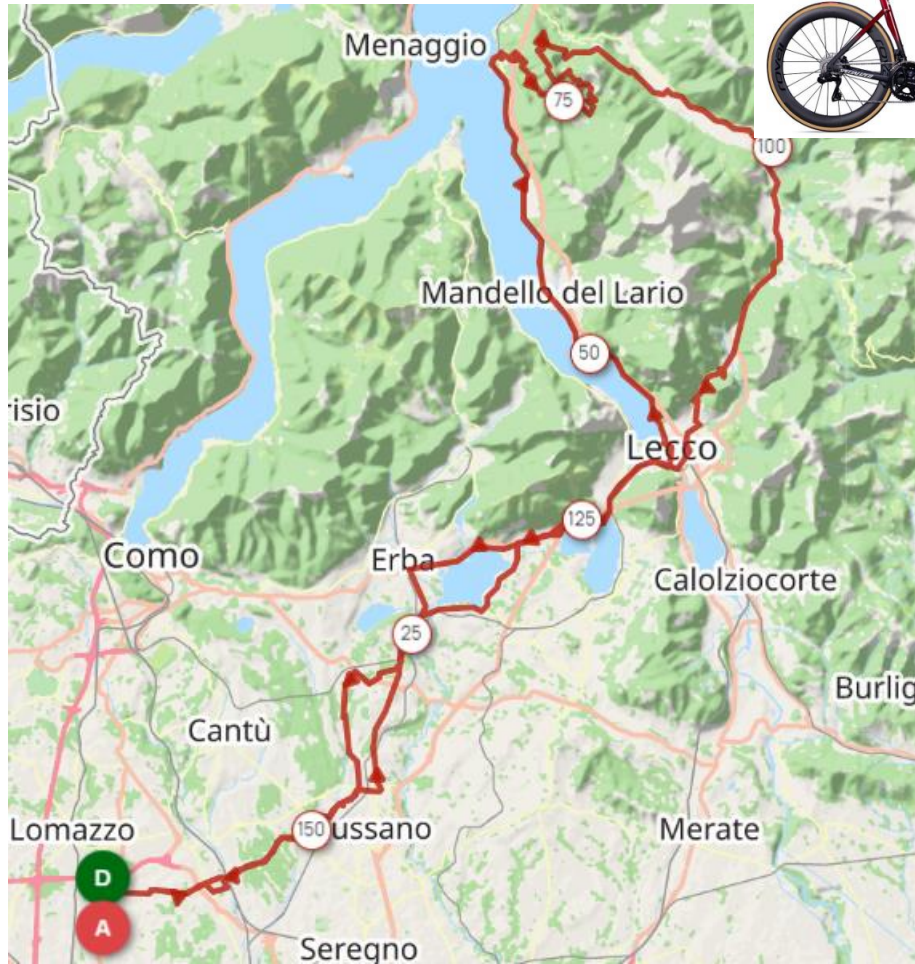 Menaggio
75
100
Mandello del Lario
50
risio
Lecco
125
Como
Erba
Calolziocorte
25
Burlig
Cantù
150
ussano
Lomazzo
Merate
D
A
Seregno